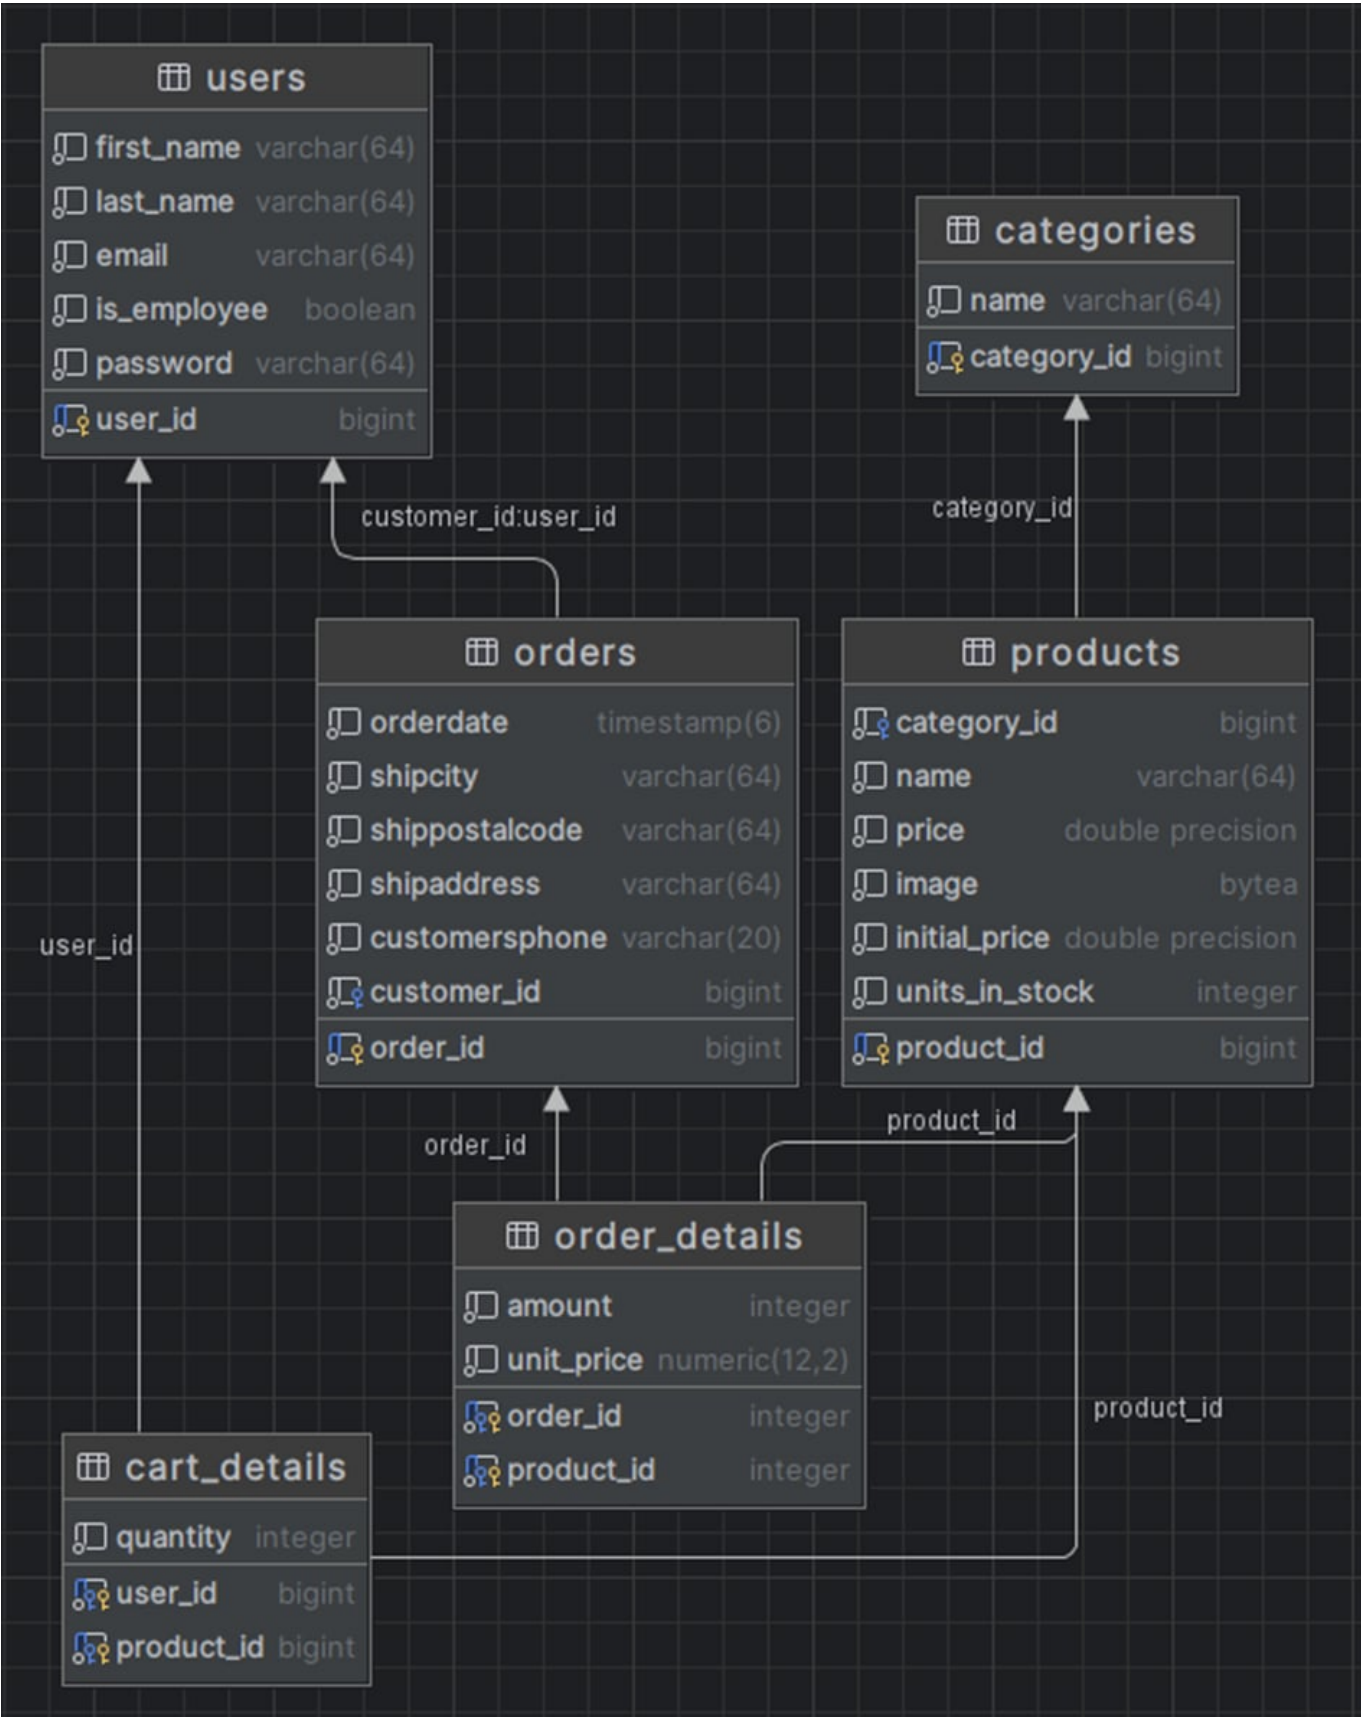 users
first_name varchar(64)
last_name varchar(64)
email varchar(64)
is_employee boolean
password varchar(64)
user_id bigint
categories
name varchar(64)
category_id bigint
customer_id:user_id
category_id
orders
orderdate timestamp(6)
shipcity varchar(64)
shippostalcode varchar(64)
shipaddress varchar(64)
customersphone varchar(20)
customer_id bigint
order_id bigint
products
category_id bigint
name varchar(64)
price double precision
image bytea
initial_price double precision
units_in_stock integer
product_id bigint
user_id
order_id
product_id
order_details
amount integer
unit_price numeric(12,2)
order_id integer
product_id integer
product_id
cart_details
quantity integer
user_id bigint
product_id bigint